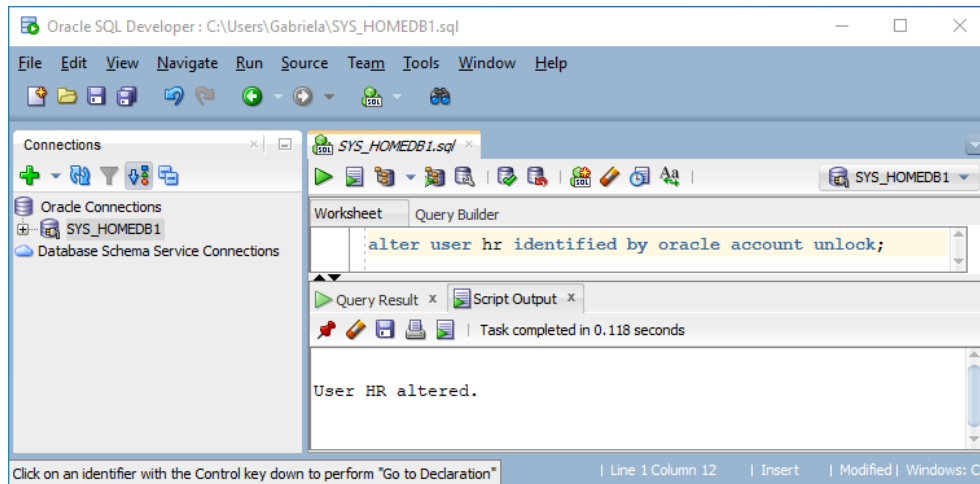 Oracle SQL Developer : C:\Users\Gabriela\SYS_HOMEDB1.sql
File Edit View Navigate Run Source Team Tools Window Help
Connections
Oracle Connections
SYS_HOMEDB1
Database Schema Service Connections
SYS_HOMEDB1.sql
SYS_HOMEDB1
Worksheet Query Builder
alter user hr identified by oracle account unlock;
Query Result x Script Output x
Task completed in 0.118 seconds
User HR altered.
Click on an identifier with the Control key down to perform "Go to Declaration" | Line 1 Column 12 | Insert | Modified | Windows: C